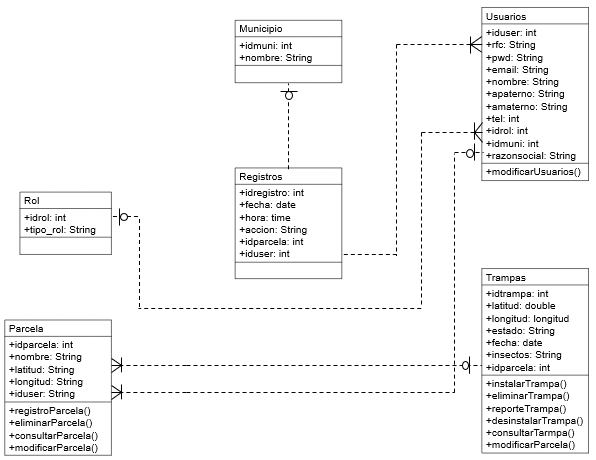 Municipio
+idmuni: int
+nombre: String
Usuarios
+iduser: int
+rfc: String
+pwd: String
+email: String
+nombre: String
+apaterno: String
+amaterno: String
+tel: int
+idrol: int
+idmuni: int
+razonsocial: String
+modificarUsuarios()
Registros
+idregistro: int
+fecha: date
+hora: time
+accion: String
+idparcela: int
+iduser: int
Rol
+idrol: int
+tipo_rol: String
Trampas
+idtrampa: int
+latitud: double
+longitud: longitud
+estado: String
+fecha: date
+insectos: String
+idparcela: int
+instalarTrampa()
+eliminarTrampa()
+reporteTrampa()
+desinstalarTrampa()
+consultarTarmpa()
+modificarParcela()
Parcela
+idparcela: int
+nombre: String
+latitud: String
+longitud: String
+iduser: String
+registroParcela()
+eliminarParcela()
+consultarParcela()
+modificarParcela()